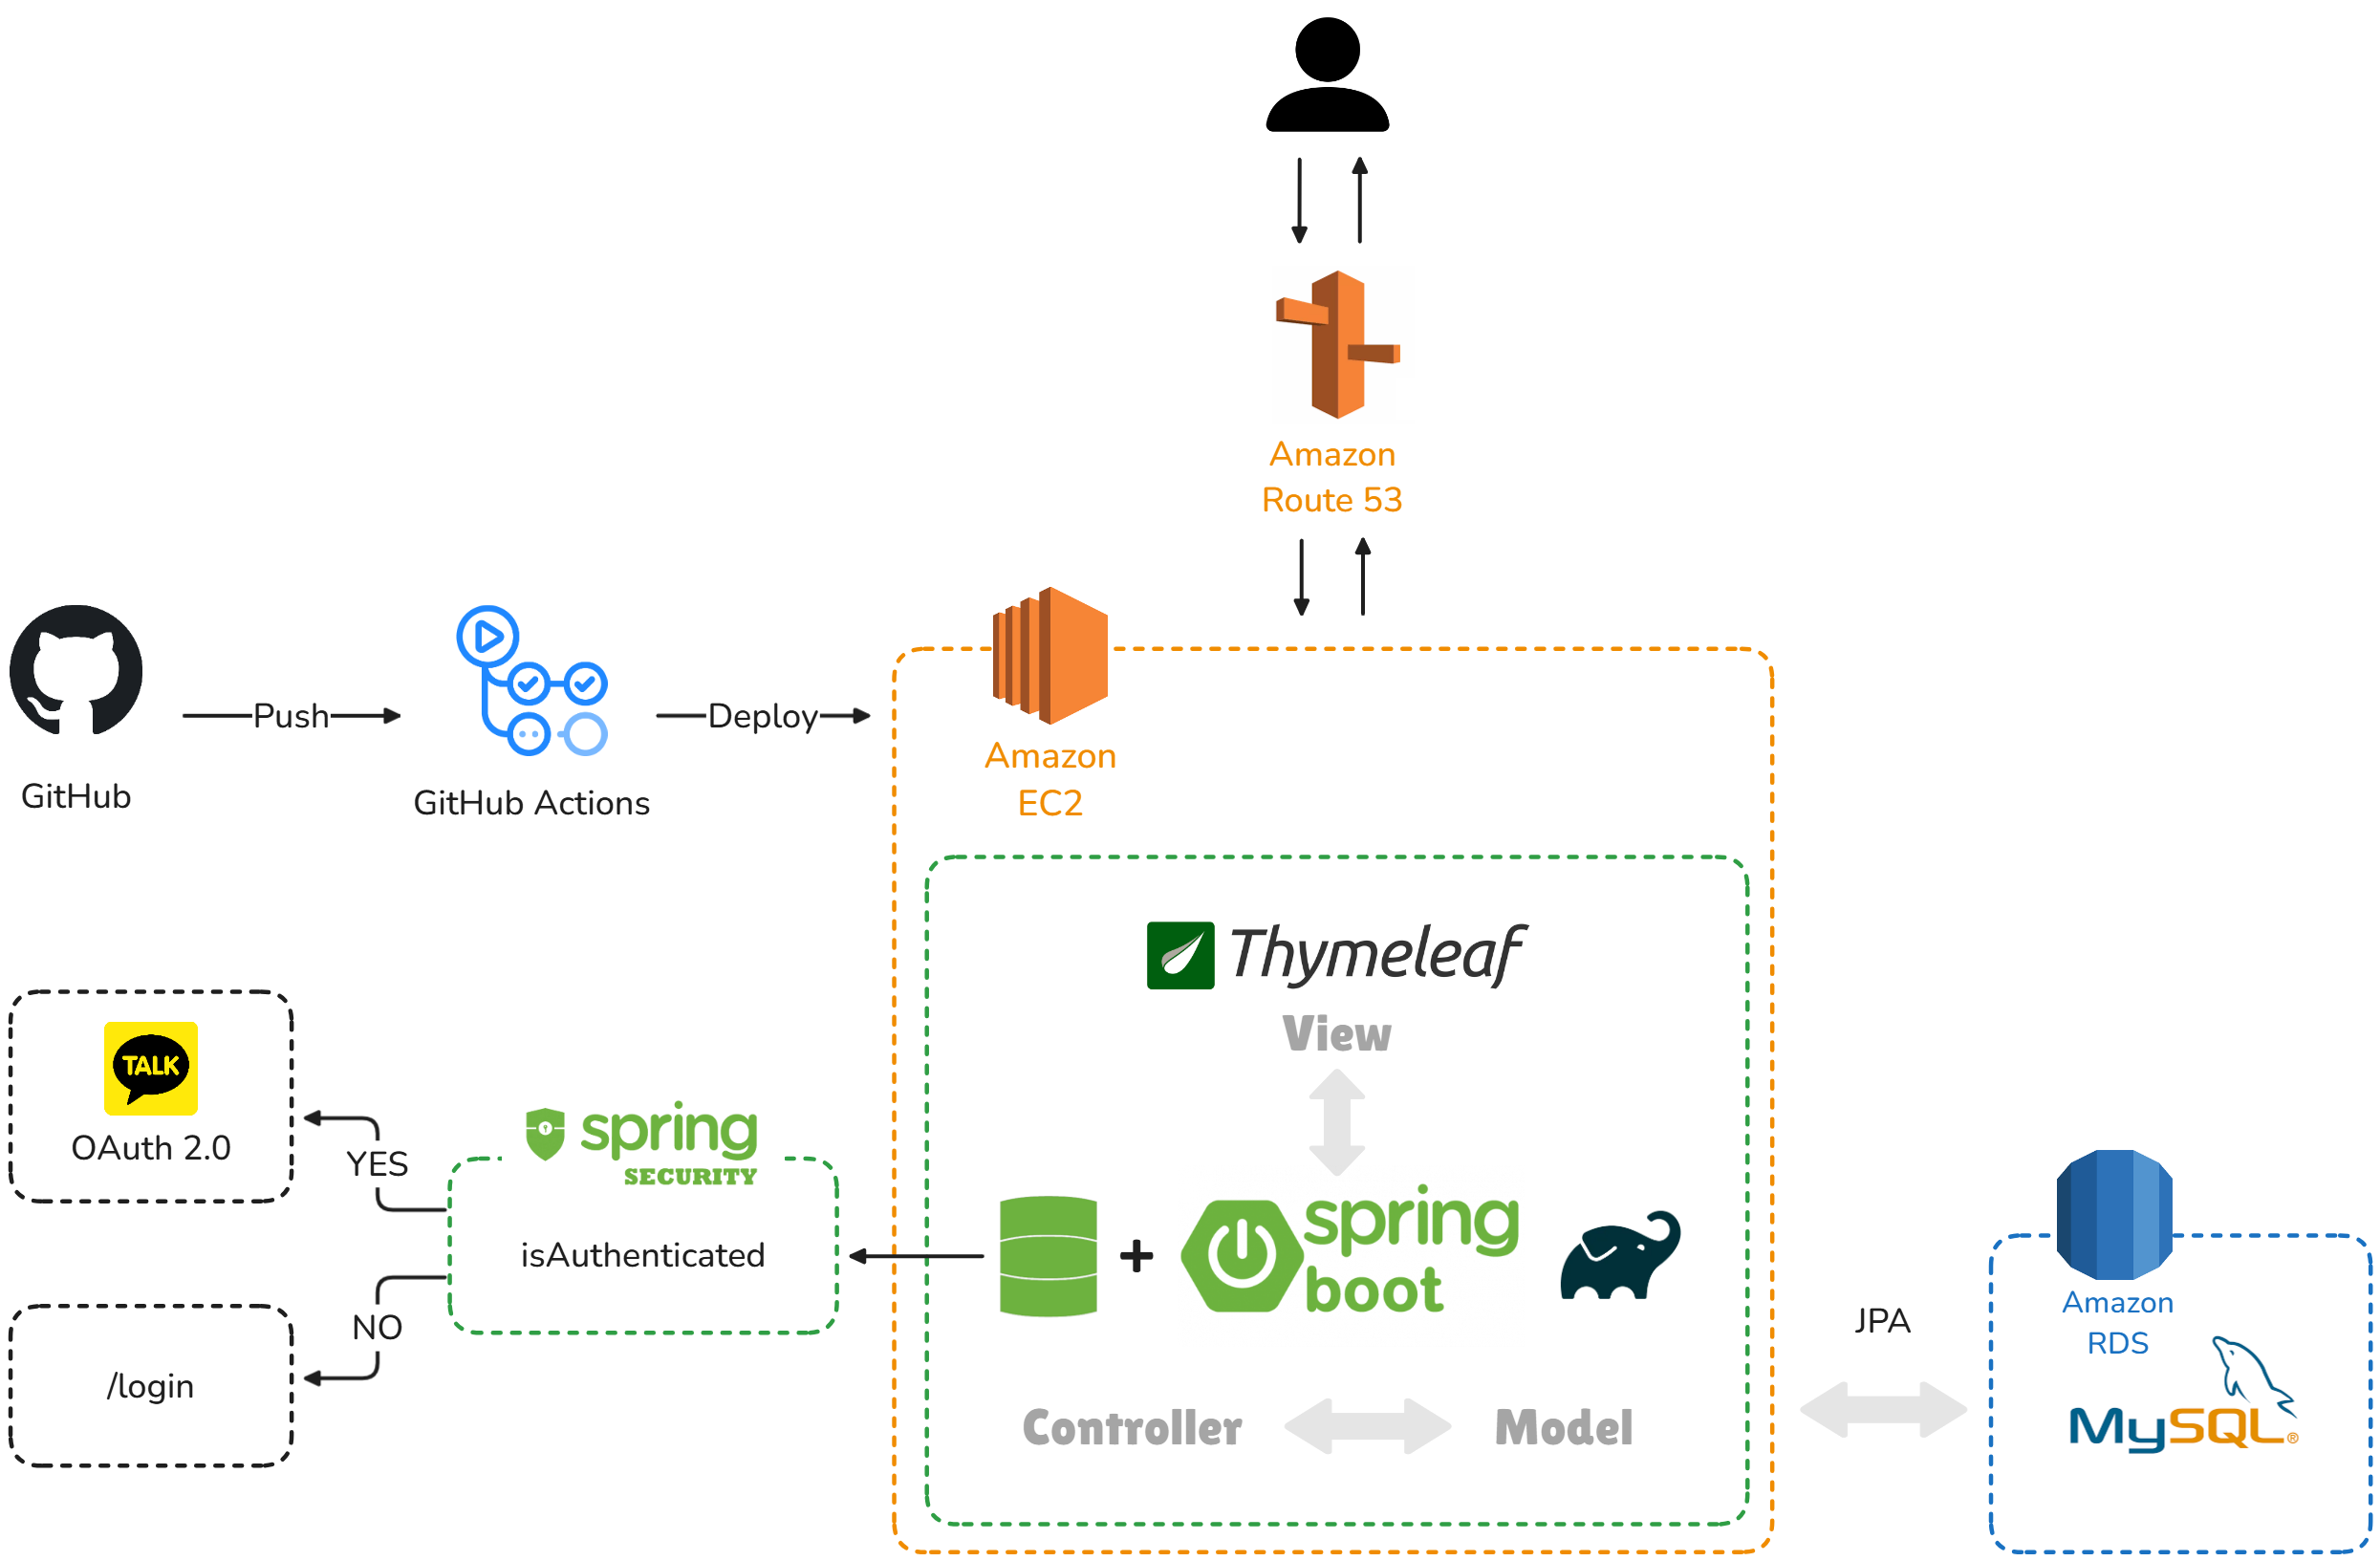 Amazon
Route 53
GitHub
Push
GitHub Actions
Deploy
Amazon
EC2
Thymeleaf
View
TALK
OAuth 2.0
YES
spring
SECURITY
isAuthenticated
NO
/login
+
spring
boot
Controller
Model
JPA
Amazon
RDS
MySQL®